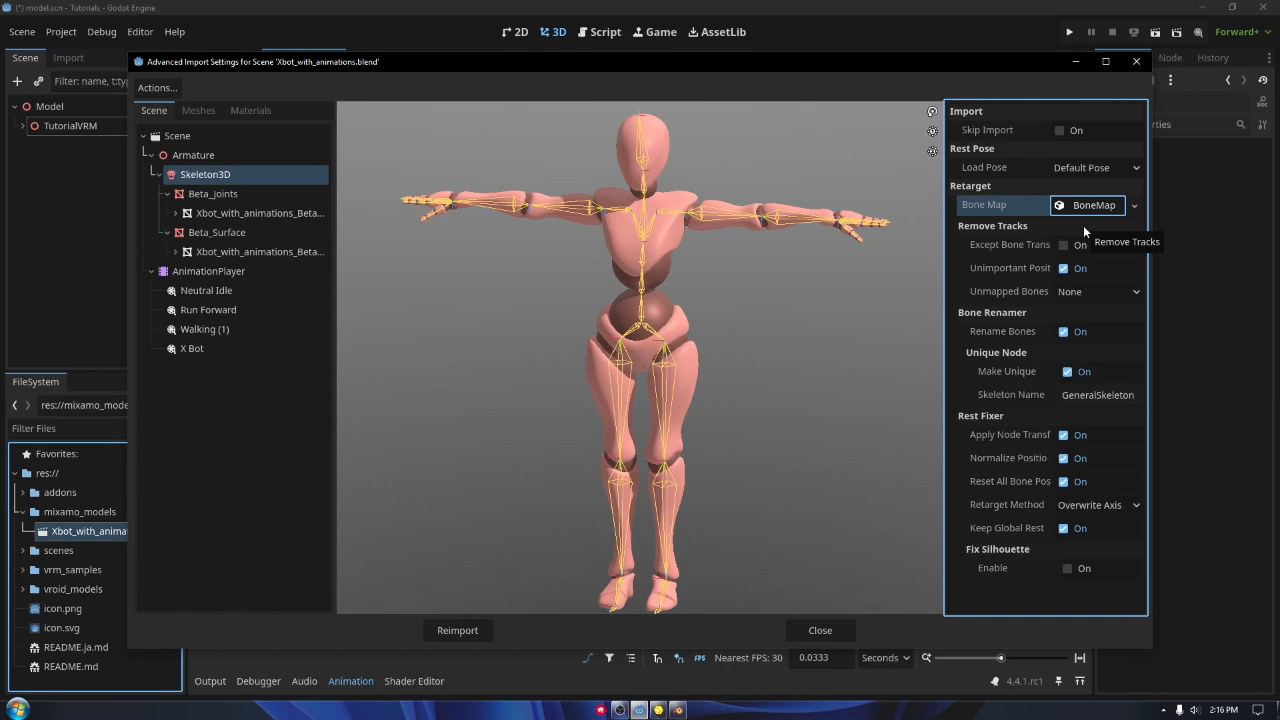 (*) model.scn - Tutorials - Godot Engine
Scene Project Debug Editor Help
2D 3D Script Game AssetLib
Forward+
Scene Import
Node History
Filter: name, t:typ
Model
TutorialVRM
Advanced Import Settings for Scene 'Xbot_with_animations.blend'
Actions...
Scene Meshes Materials
Scene
Armature
Skeleton3D
Beta_Joints
Xbot_with_animations_Beta...
Beta_Surface
Xbot_with_animations_Beta...
AnimationPlayer
Neutral Idle
Run Forward
Walking (1)
X Bot
Import
Skip Import On
Rest Pose
Load Pose Default Pose
Retarget
Bone Map BoneMap
Remove Tracks
Remove Tracks
Except Bone Trans On
Unimportant Posit On
Unmapped Bones None
Bone Renamer
Rename Bones On
Unique Node
Make Unique On
Skeleton Name GeneralSkeleton
Rest Fixer
Apply Node Transf On
Normalize Positio On
Reset All Bone Pos On
Retarget Method Overwrite Axis
Keep Global Rest On
Fix Silhouette
Enable On
Reimport Close
FileSystem
res://mixamo_mode
Filter Files
Favorites:
res://
addons
mixamo_models
Xbot_with_animat
scenes
vrm_samples
vroid_models
icon.png
icon.svg
README.ja.md
README.md
FPS Nearest FPS: 30 0.0333 Seconds
Output Debugger Audio Animation Shader Editor
4.4.1.rc1
2:16 PM